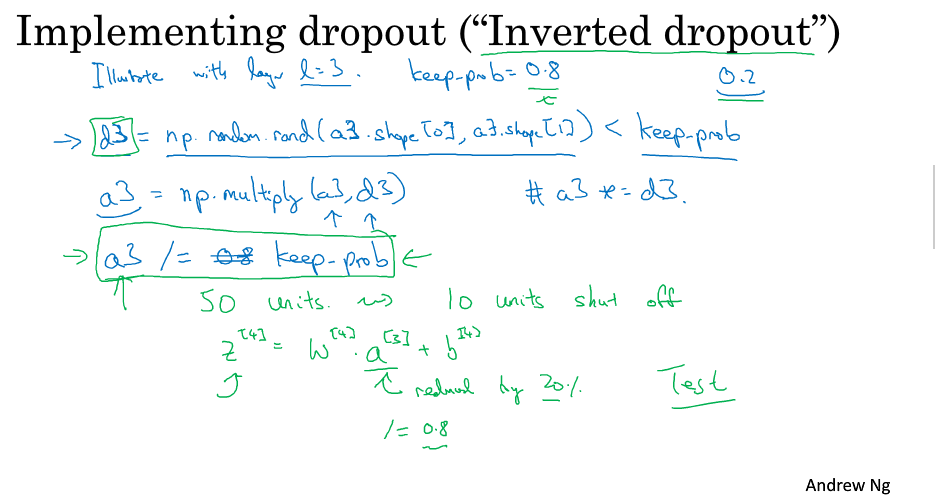 Implementing dropout (“Inverted dropout”)
Illustrate with layer l=3. keep-prob= 0.8 0.2
→ d3 = np.random.rand(a3.shape[0], a3.shape[1]) < keep-prob
a3 = np.multiply(a3, d3) # a3 *= d3.
→ a3 /= 0.8 keep-prob ←
50 units. ⇝ 10 units shut off
z[4] = W[4] . a[3] + b[4]
reduced by 20%. Test
/= 0.8
Andrew Ng